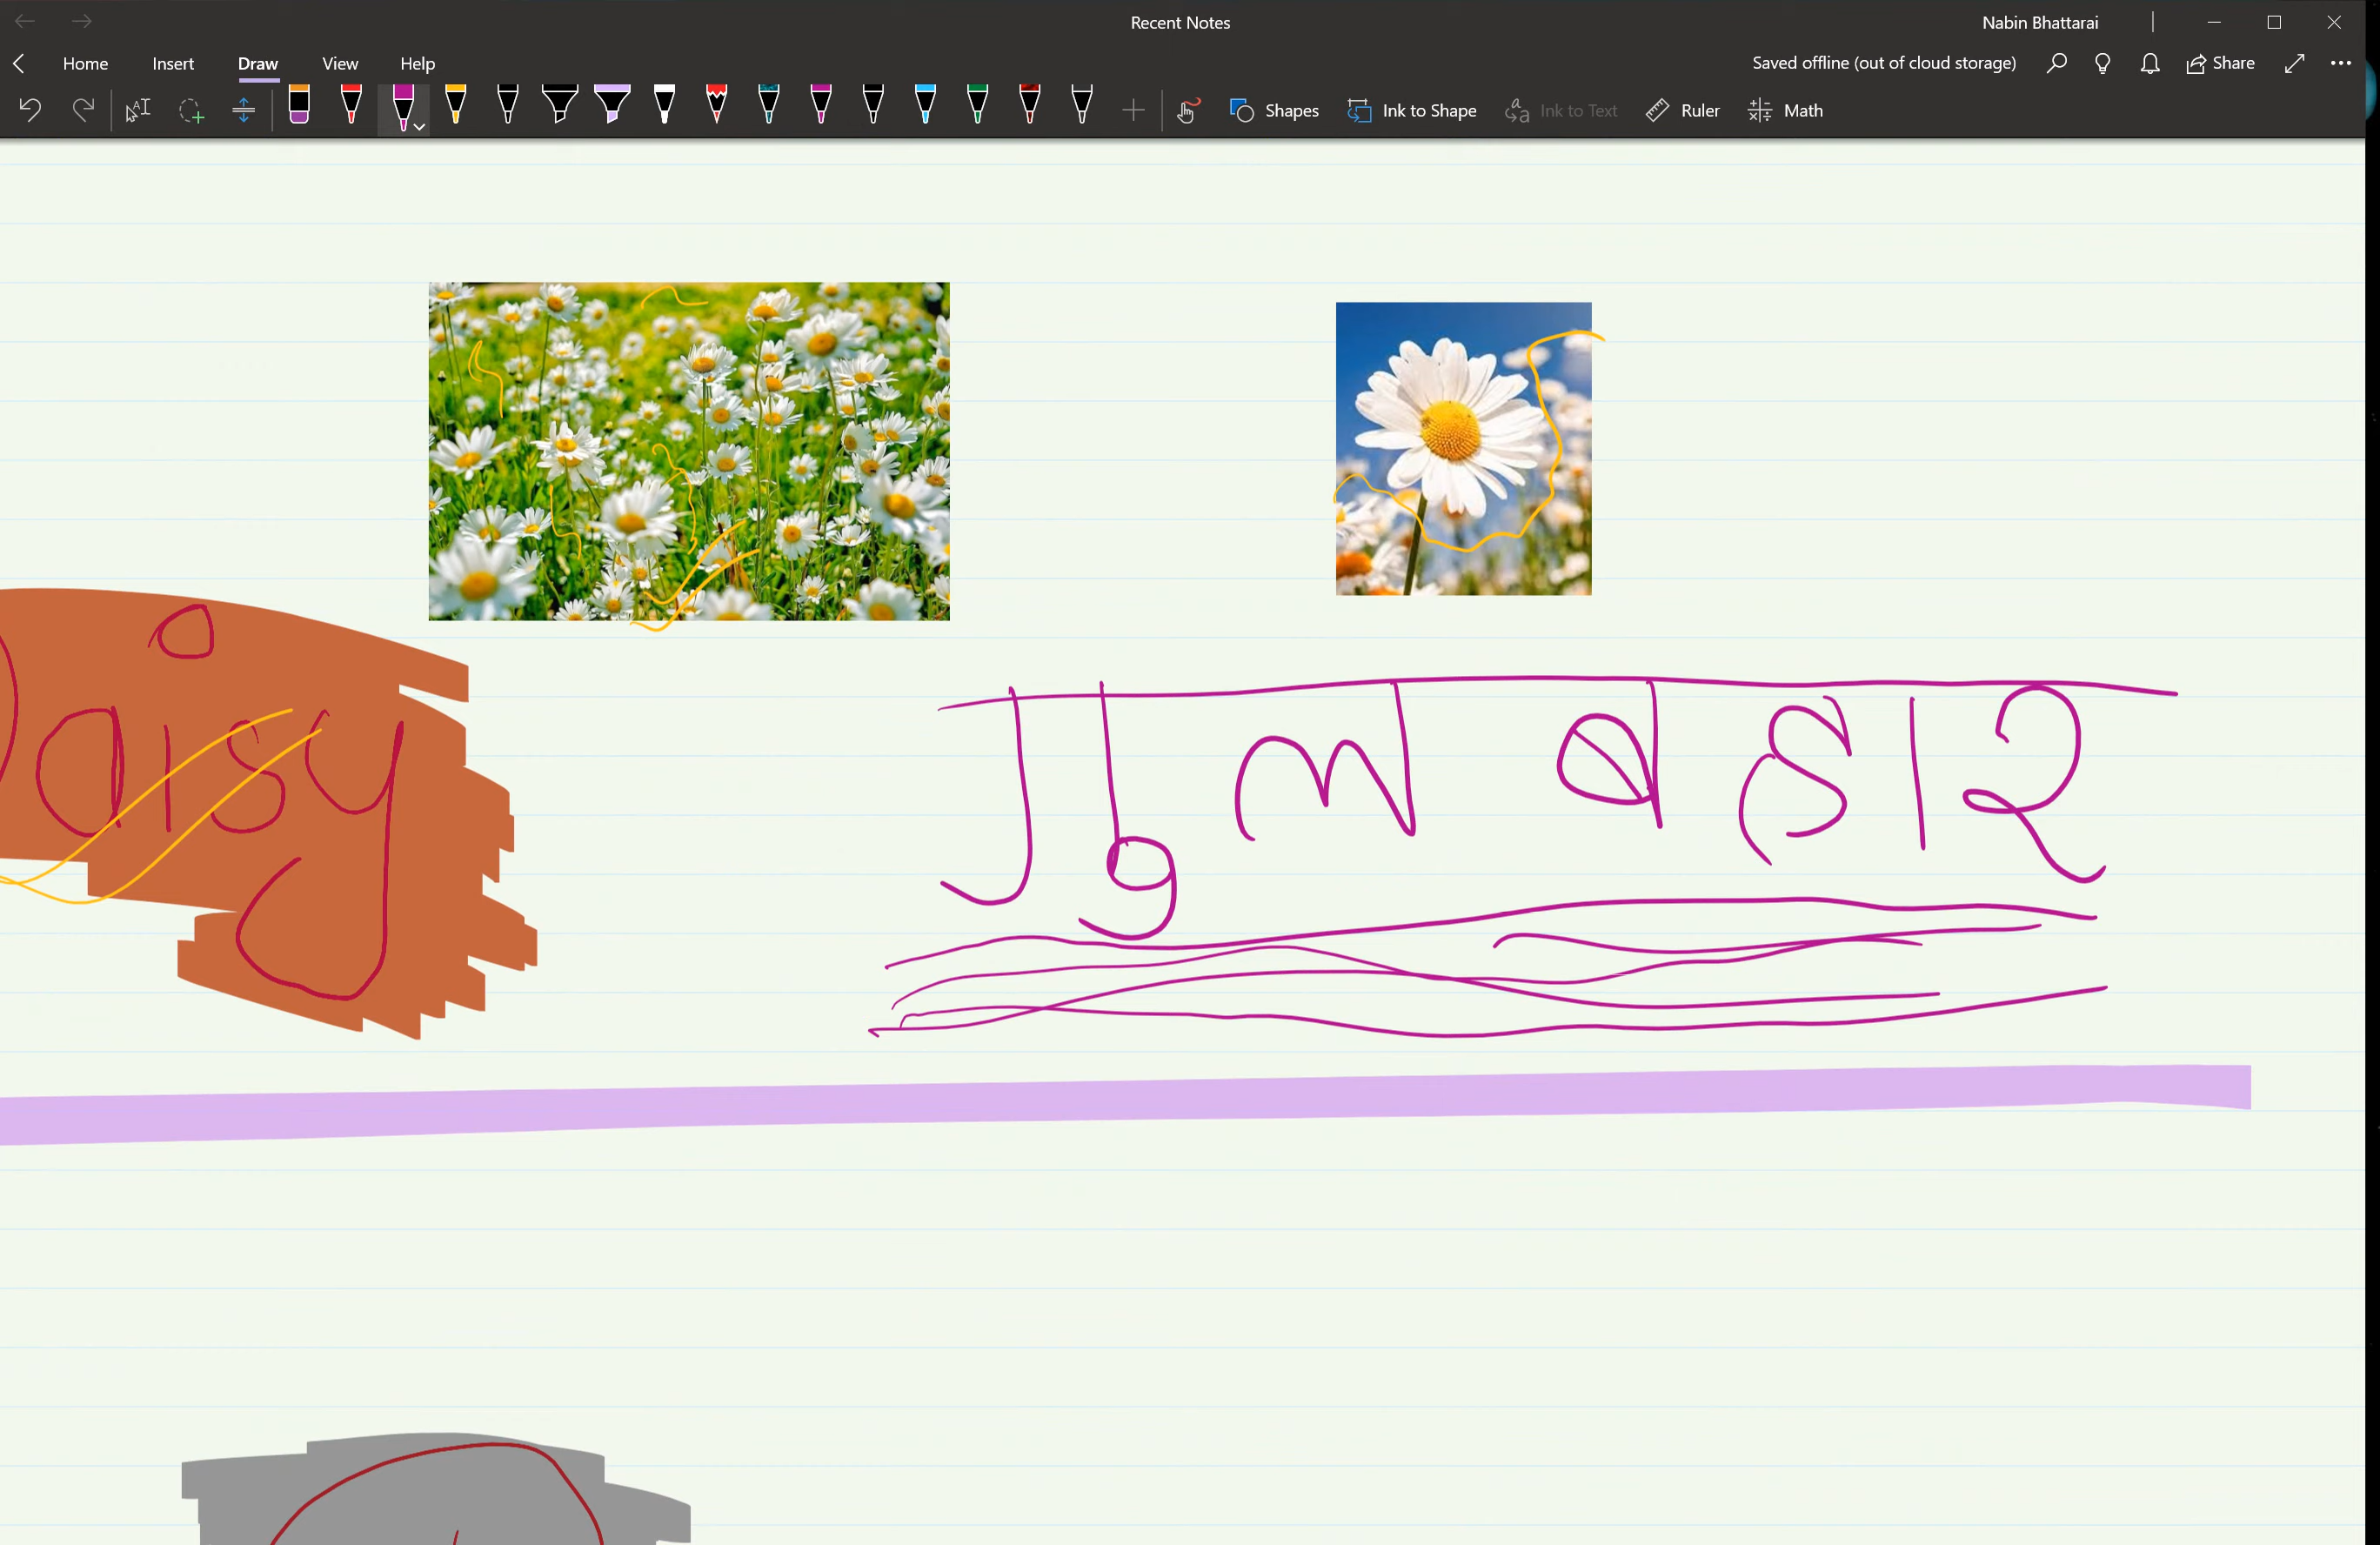 Recent Notes
Nabin Bhattarai
Home Insert Draw View Help
Saved offline (out of cloud storage)
Share
Shapes
Ink to Shape
Ink to Text
Ruler
Math
Daisy